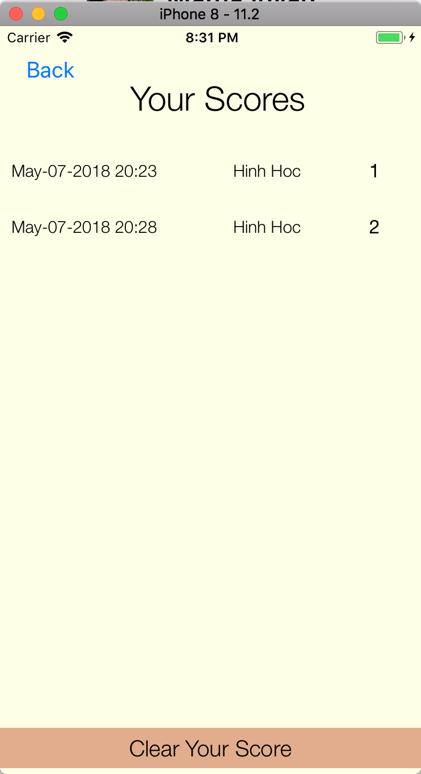 iPhone 8 - 11.2
Carrier 8:31 PM
Back
Your Scores
May-07-2018 20:23 Hinh Hoc 1
May-07-2018 20:28 Hinh Hoc 2
Clear Your Score